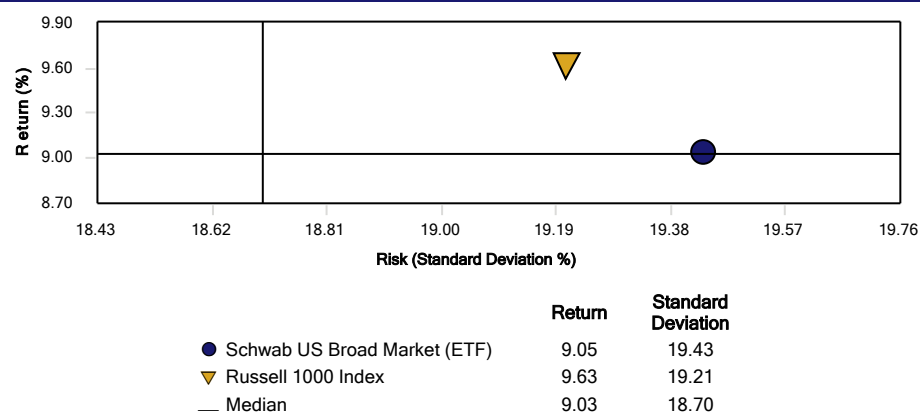 9.90
9.60
9.30
9.00
8.70
Return (%)
18.43 18.62 18.81 19.00 19.19 19.38 19.57 19.76
Risk (Standard Deviation %)
Return Standard Deviation
Schwab US Broad Market (ETF) 9.05 19.43
Russell 1000 Index 9.63 19.21
Median 9.03 18.70